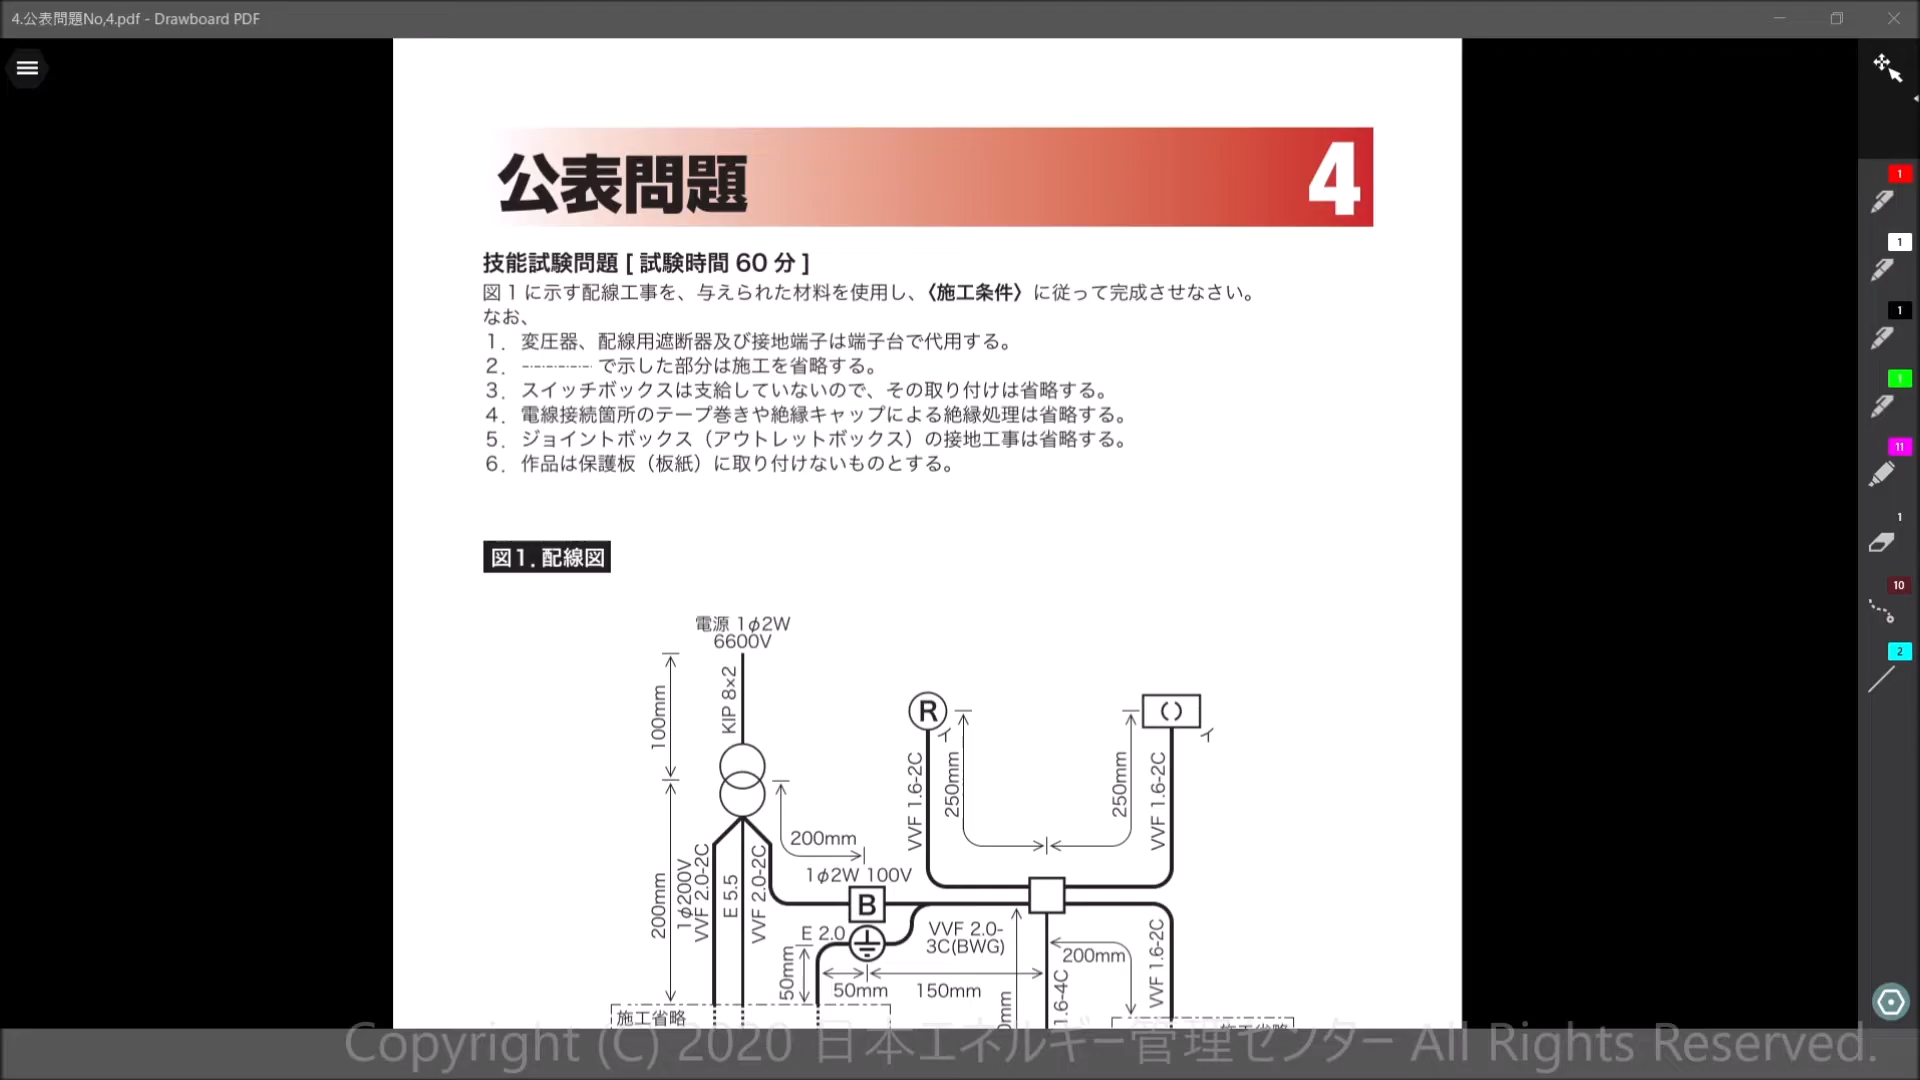 4.公表問題No,4.pdf - Drawboard PDF
公表問題 4
技能試験問題 [ 試験時間 60 分 ]
図 1 に示す配線工事を、与えられた材料を使用し、〈施工条件〉に従って完成させなさい。
なお、
1. 変圧器、配線用遮断器及び接地端子は端子台で代用する。
2. で示した部分は施工を省略する。
3. スイッチボックスは支給していないので、その取り付けは省略する。
4. 電線接続箇所のテープ巻きや絶縁キャップによる絶縁処理は省略する。
5. ジョイントボックス（アウトレットボックス）の接地工事は省略する。
6. 作品は保護板（板紙）に取り付けないものとする。
図1. 配線図
電源 1φ2W
6600V
100mm
KIP 8×2
R
イ
( )
イ
VVF 1.6-2C
250mm
250mm
VVF 1.6-2C
200mm
1φ2W 100V
200mm
1φ200V
VVF 2.0-2C
E 5.5
VVF 2.0-2C
B
E 2.0
VVF 2.0-
3C(BWG)
50mm
50mm
150mm
200mm
VVF 1.6-2C
0mm
1.6-4C
施工省略
施工省略
1
1
1
1
11
1
10
2
Copyright (C) 2020 日本エネルギー管理センター All Rights Reserved.